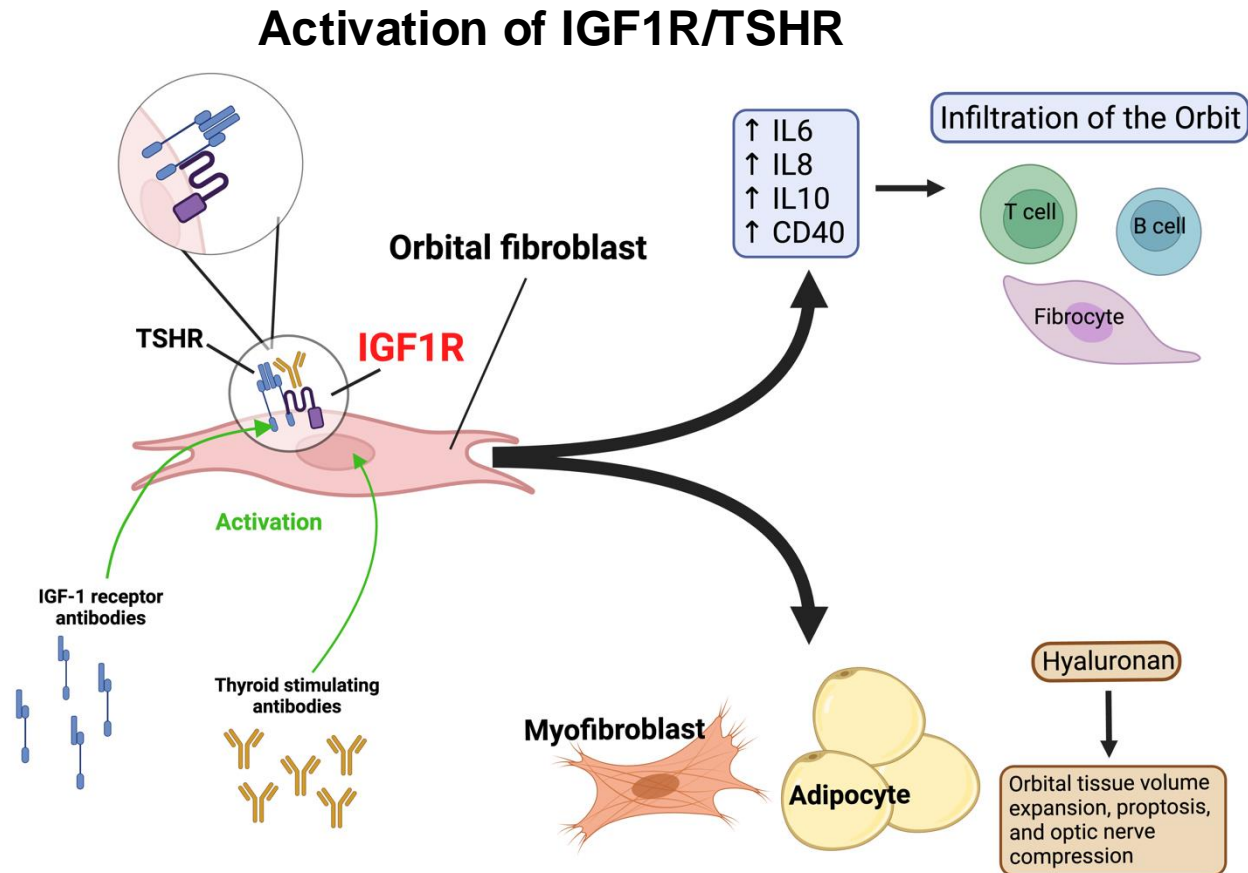 Activation of IGF1R/TSHR
↑ IL6
↑ IL8
↑ IL10
↑ CD40
Infiltration of the Orbit
T cell
B cell
Fibrocyte
Orbital fibroblast
TSHR
IGF1R
Activation
IGF-1 receptor
antibodies
Thyroid stimulating
antibodies
Myofibroblast
Adipocyte
Hyaluronan
Orbital tissue volume
expansion, proptosis,
and optic nerve
compression